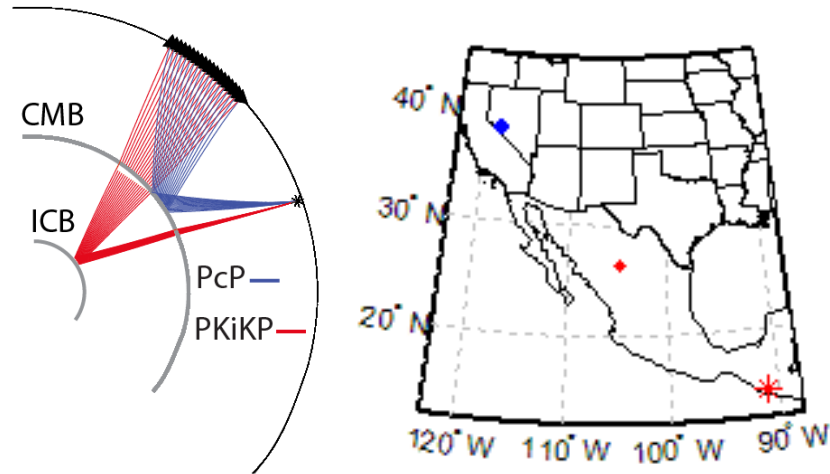 CMB
ICB
PcP
PKiKP
40° N
30° N
20° N
120° W
110° W
100° W
90° W